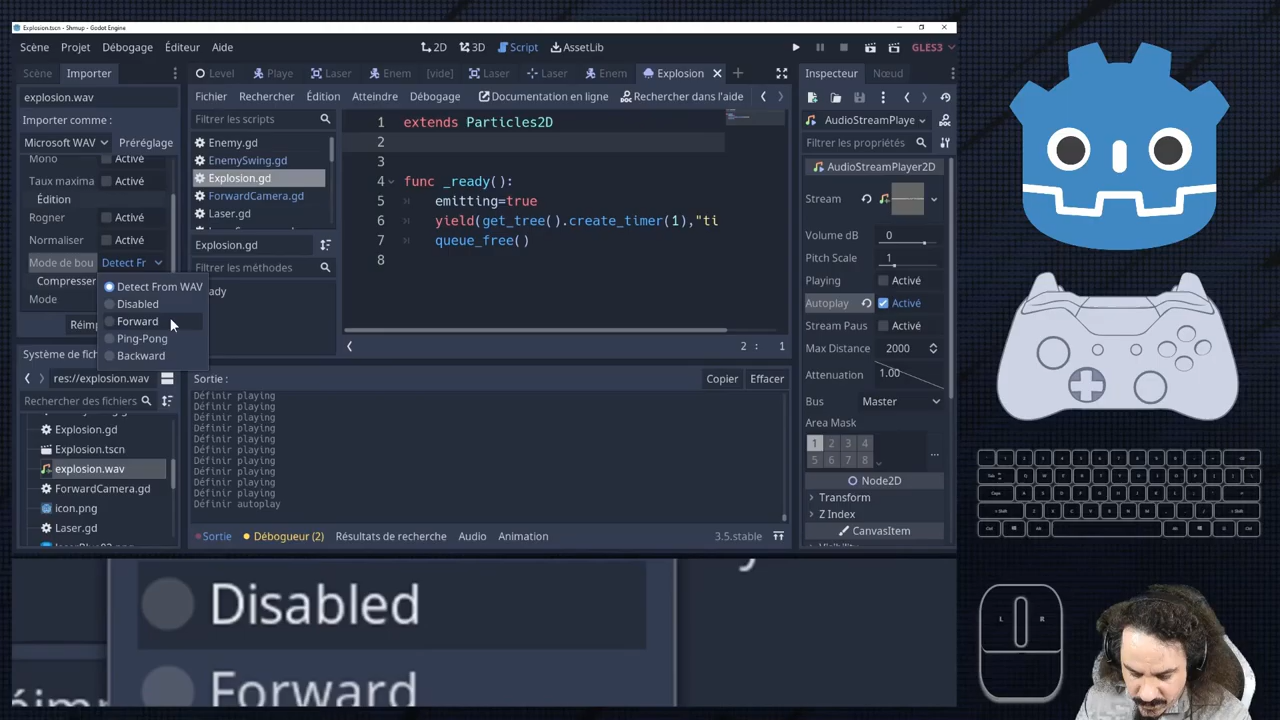 Explosion.tscn - Shmup - Godot Engine
Scène Projet Débogage Éditeur Aide
2D 3D Script AssetLib
GLES3
Scène Importer
Level Playe Laser Enem [vide] Laser Laser Enem Explosion
Inspecteur Nœud
explosion.wav
Importer comme :
Microsoft WAV Préréglage
Mono Activé
Taux maxima Activé
Édition
Rogner Activé
Normaliser Activé
Mode de bou Detect Fr
Compresser
Mode
Detect From WAV
Disabled
Forward
Ping-Pong
Backward
Réimp
Fichier Rechercher Édition Atteindre Débogage Documentation en ligne Rechercher dans l'aide
Filtrer les scripts
Enemy.gd
EnemySwing.gd
Explosion.gd
ForwardCamera.gd
Laser.gd
Explosion.gd
Filtrer les méthodes
eady
1 extends Particles2D
2
3
4 func _ready():
5 emitting=true
6 yield(get_tree().create_timer(1),"ti
7 queue_free()
8
2 : 1
AudioStreamPlaye
Filtrer les propriétés
AudioStreamPlayer2D
Stream
Volume dB 0
Pitch Scale 1
Playing Activé
Autoplay Activé
Stream Paus Activé
Max Distance 2000
Attenuation 1.00
Bus Master
Area Mask
1 2 3 4
5 6 7 8
Node2D
Transform
Z Index
CanvasItem
Système de fich
res://explosion.wav
Rechercher des fichiers
Explosion.gd
Explosion.tscn
explosion.wav
ForwardCamera.gd
icon.png
Laser.gd
Sortie : Copier Effacer
Définir playing
Définir playing
Définir playing
Définir playing
Définir playing
Définir playing
Définir playing
Définir playing
Définir playing
Définir playing
Définir autoplay
Sortie Débogueur (2) Résultats de recherche Audio Animation 3.5.stable
Disabled
Forward
L R